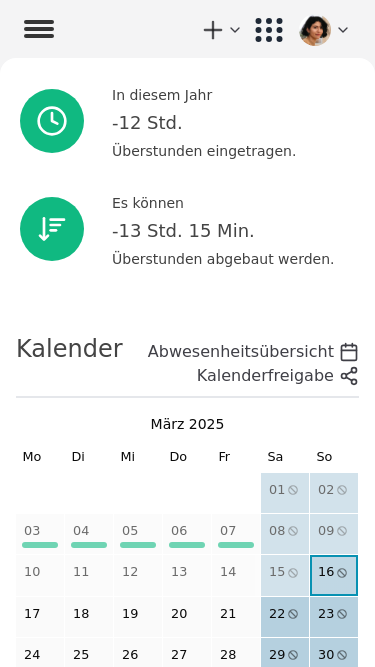 In diesem Jahr
-12 Std.
Überstunden eingetragen.
Es können
-13 Std. 15 Min.
Überstunden abgebaut werden.
Kalender
Abwesenheitsübersicht
Kalenderfreigabe
März 2025
Mo Di Mi Do Fr Sa So
01 02
03 04 05 06 07 08 09
10 11 12 13 14 15 16
17 18 19 20 21 22 23
24 25 26 27 28 29 30